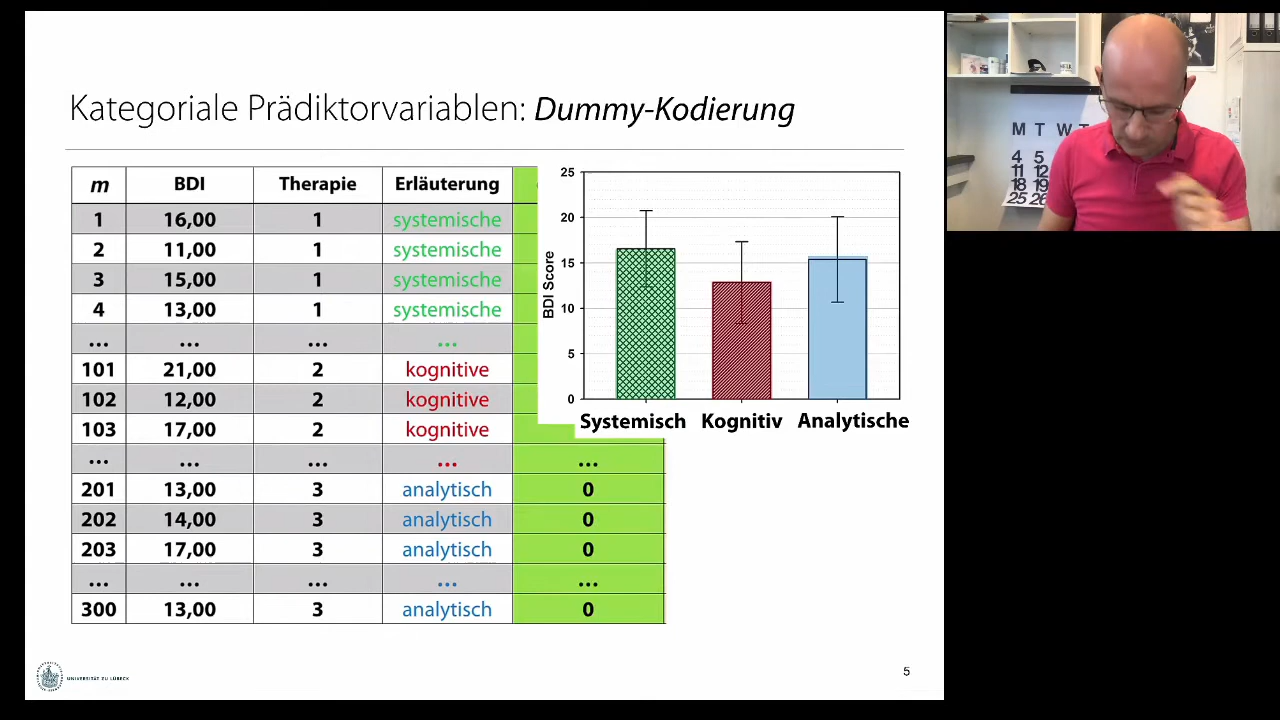 Kategoriale Prädiktorvariablen: Dummy-Kodierung
m BDI Therapie Erläuterung
1 16,00 1 systemische
2 11,00 1 systemische
3 15,00 1 systemische
4 13,00 1 systemische
... ... ... ...
101 21,00 2 kognitive
102 12,00 2 kognitive
103 17,00 2 kognitive
... ... ... ... ...
201 13,00 3 analytisch 0
202 14,00 3 analytisch 0
203 17,00 3 analytisch 0
... ... ... ... ...
300 13,00 3 analytisch 0
BDI Score
25
20
15
10
5
0
Systemisch Kognitiv Analytische
UNIVERSITÄT ZU LÜBECK
5
M T W T
4 5
11 12
18 19
25 26